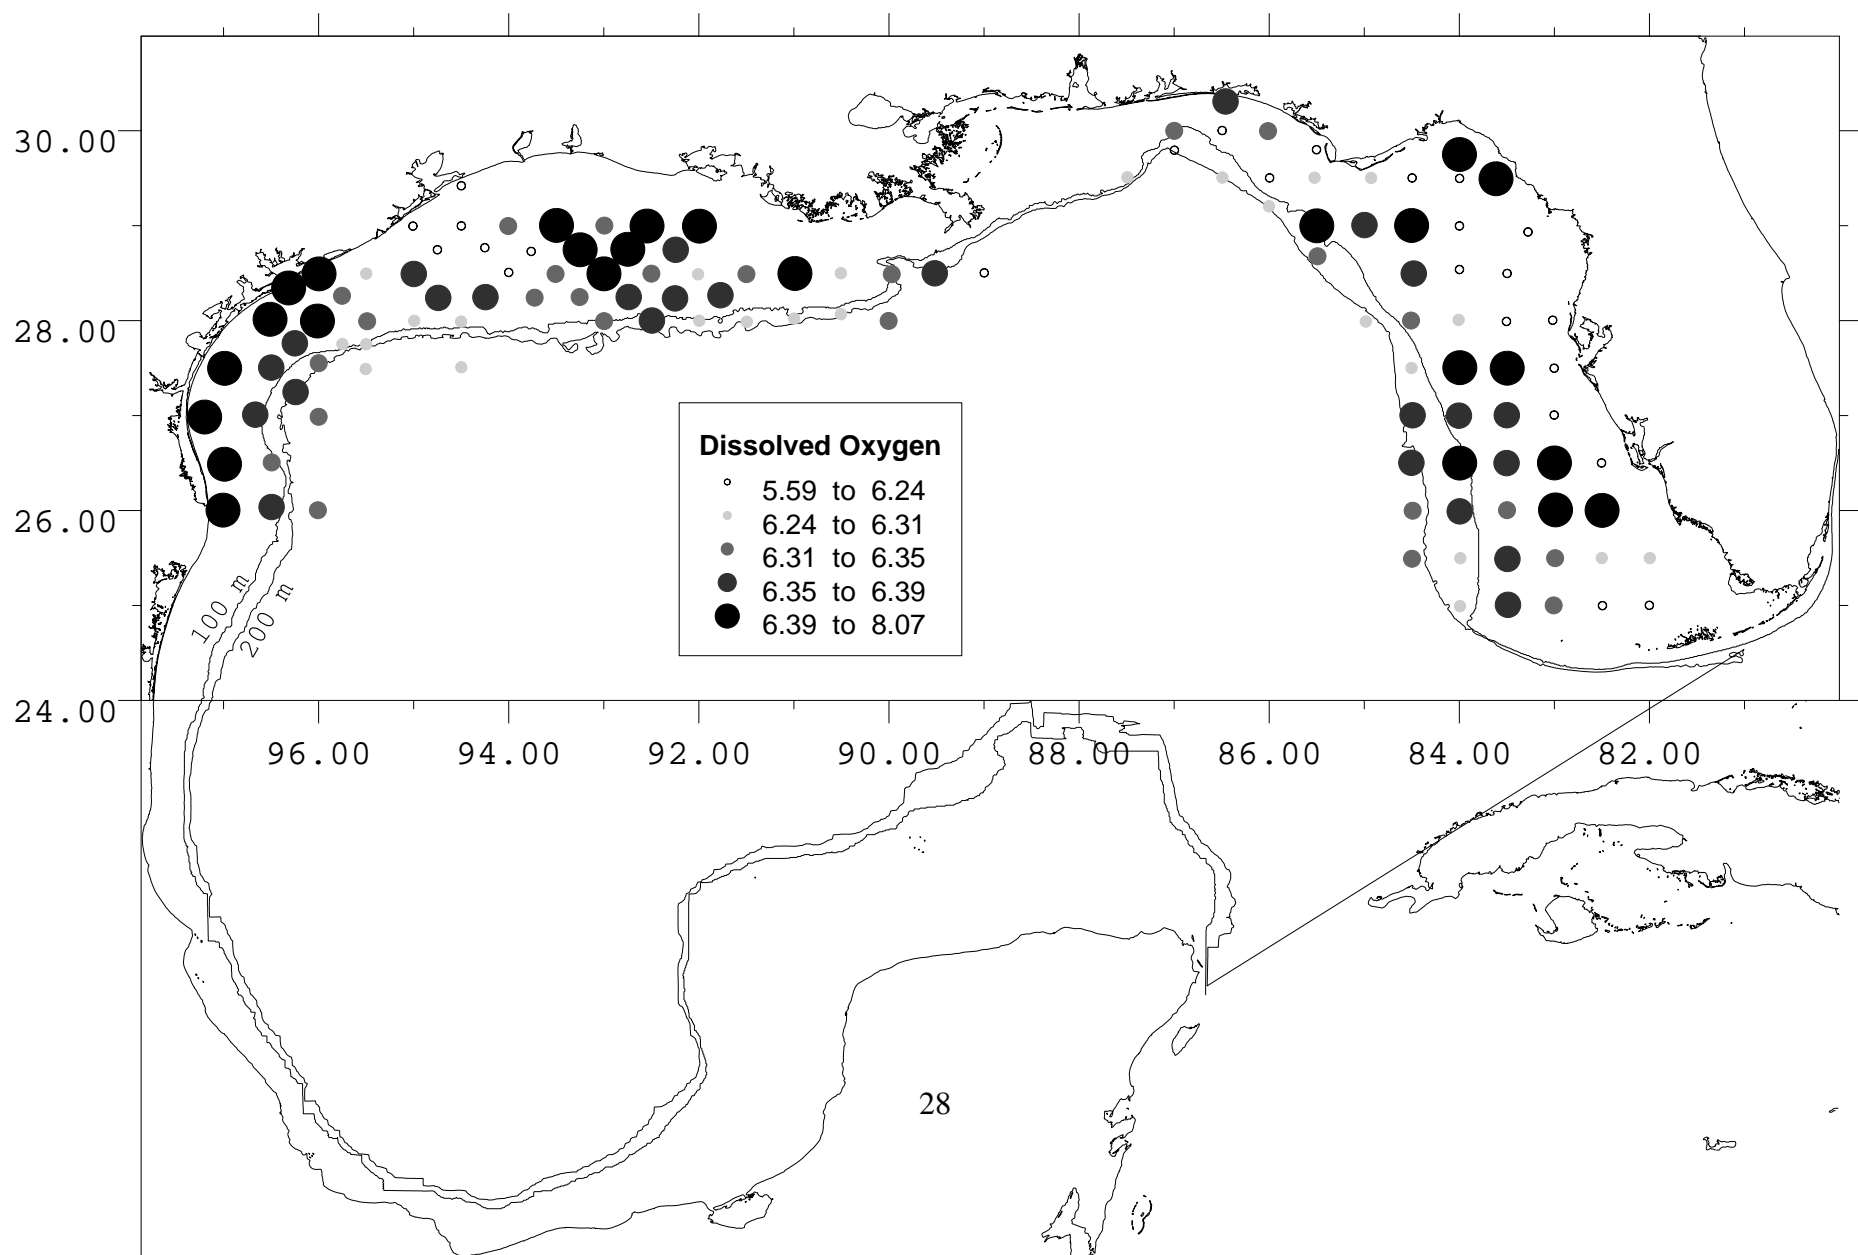 30.00
28.00
26.00
24.00
100 m
200 m
Dissolved Oxygen
5.59 to 6.24
6.24 to 6.31
6.31 to 6.35
6.35 to 6.39
6.39 to 8.07
96.00 94.00 92.00 90.00 88.00 86.00 84.00 82.00
28